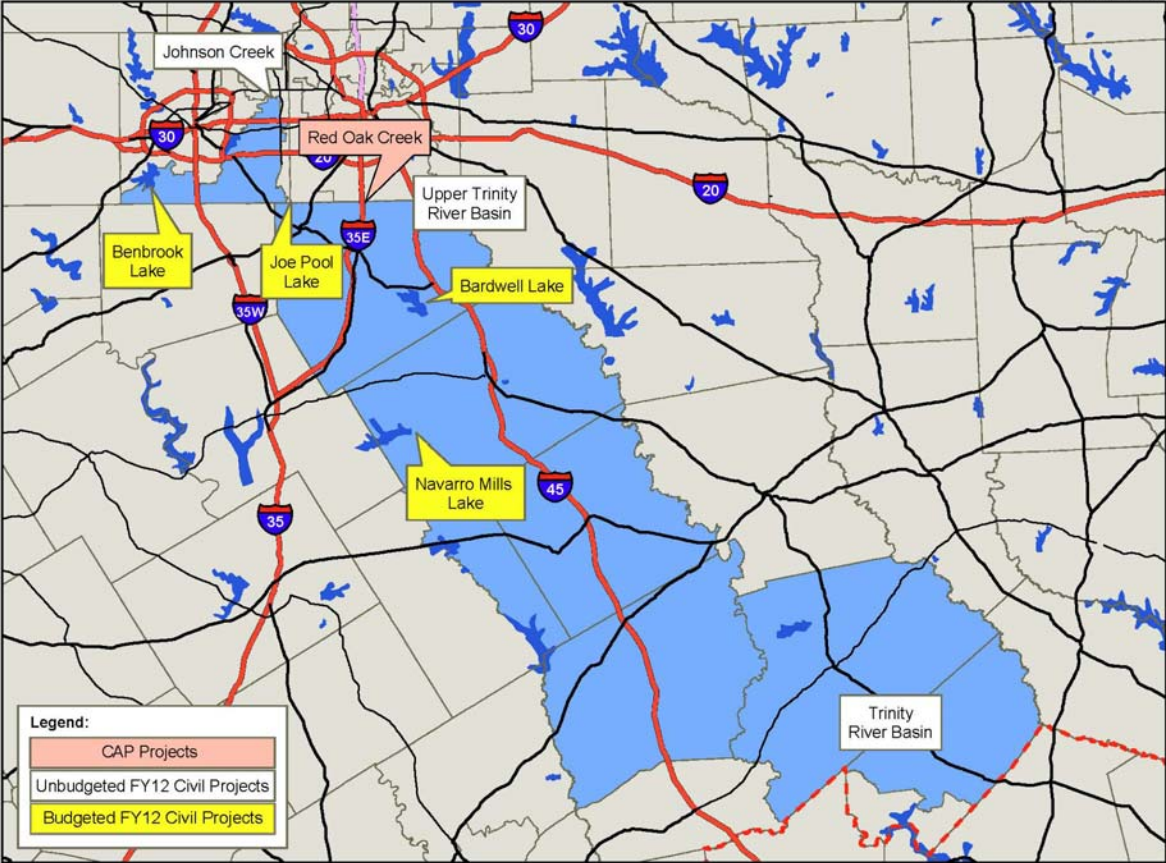 30
Johnson Creek
30
Red Oak Creek
20
Upper Trinity
River Basin
20
Benbrook
Lake
Joe Pool
Lake
35E
Bardwell Lake
35W
Navarro Mills
Lake
45
35
Trinity
River Basin
Legend:
CAP Projects
Unbudgeted FY12 Civil Projects
Budgeted FY12 Civil Projects